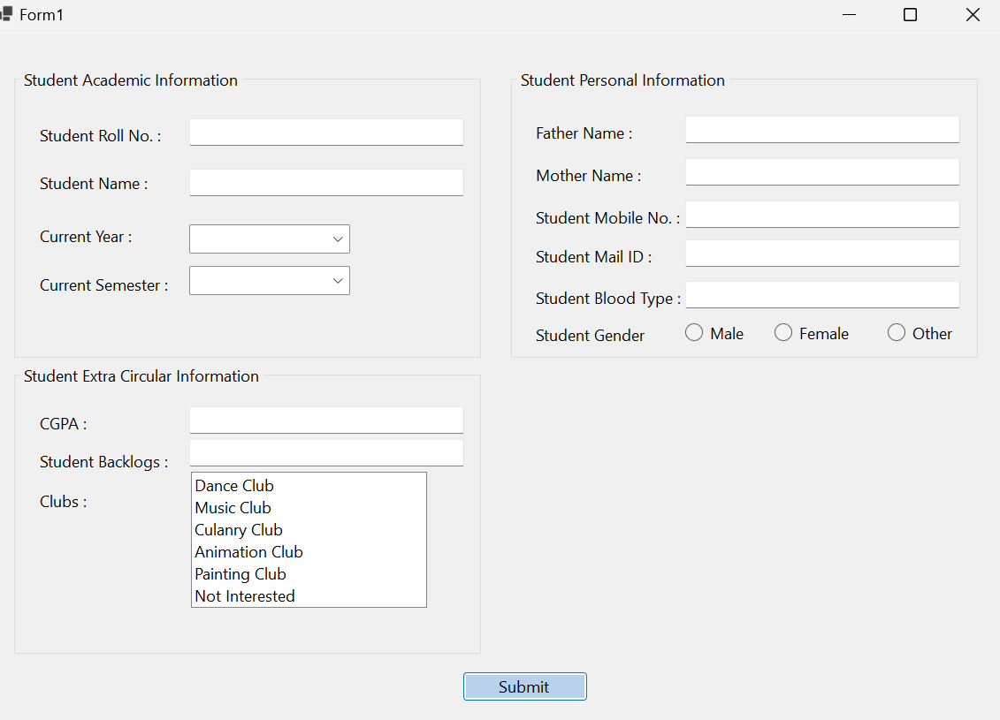 Form1
Student Academic Information
Student Roll No. :
Student Name :
Current Year :
Current Semester :
Student Personal Information
Father Name :
Mother Name :
Student Mobile No. :
Student Mail ID :
Student Blood Type :
Student Gender Male Female Other
Student Extra Circular Information
CGPA :
Student Backlogs :
Clubs :
Dance Club
Music Club
Culanry Club
Animation Club
Painting Club
Not Interested
Submit